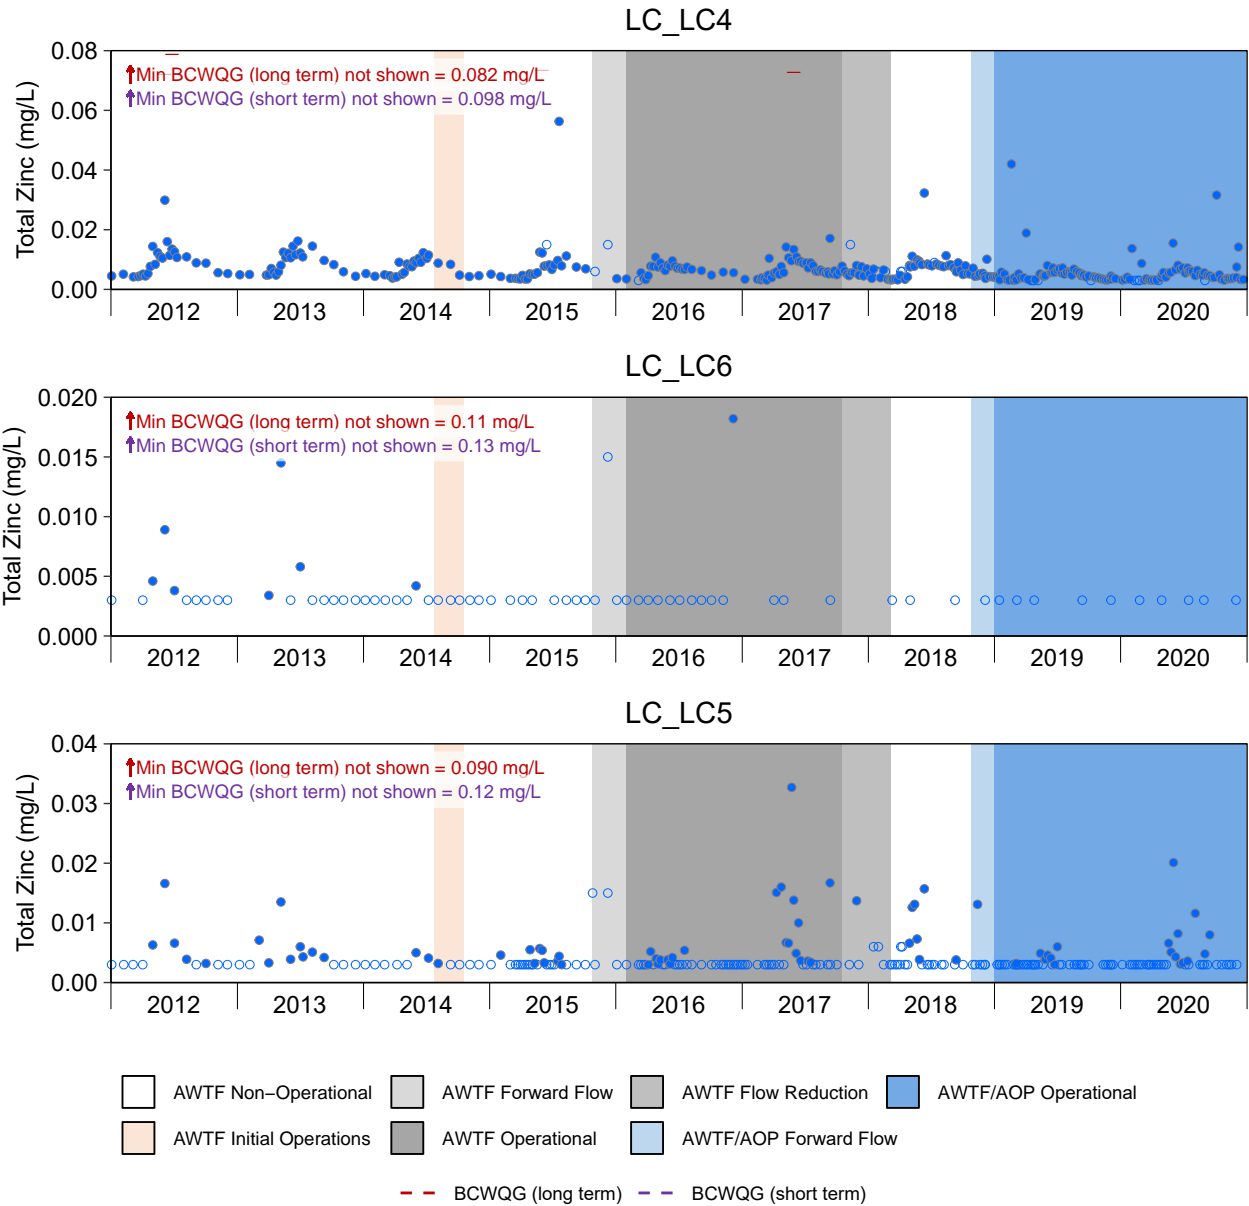 LC_LC4
Total Zinc (mg/L)
0.08
0.06
0.04
0.02
0.00
Min BCWQG (long term) not shown = 0.082 mg/L
Min BCWQG (short term) not shown = 0.098 mg/L
2012 2013 2014 2015 2016 2017 2018 2019 2020
LC_LC6
Total Zinc (mg/L)
0.020
0.015
0.010
0.005
0.000
Min BCWQG (long term) not shown = 0.11 mg/L
Min BCWQG (short term) not shown = 0.13 mg/L
2012 2013 2014 2015 2016 2017 2018 2019 2020
LC_LC5
Total Zinc (mg/L)
0.04
0.03
0.02
0.01
0.00
Min BCWQG (long term) not shown = 0.090 mg/L
Min BCWQG (short term) not shown = 0.12 mg/L
2012 2013 2014 2015 2016 2017 2018 2019 2020
AWTF Non−Operational AWTF Forward Flow AWTF Flow Reduction AWTF/AOP Operational
AWTF Initial Operations AWTF Operational AWTF/AOP Forward Flow
BCWQG (long term) BCWQG (short term)